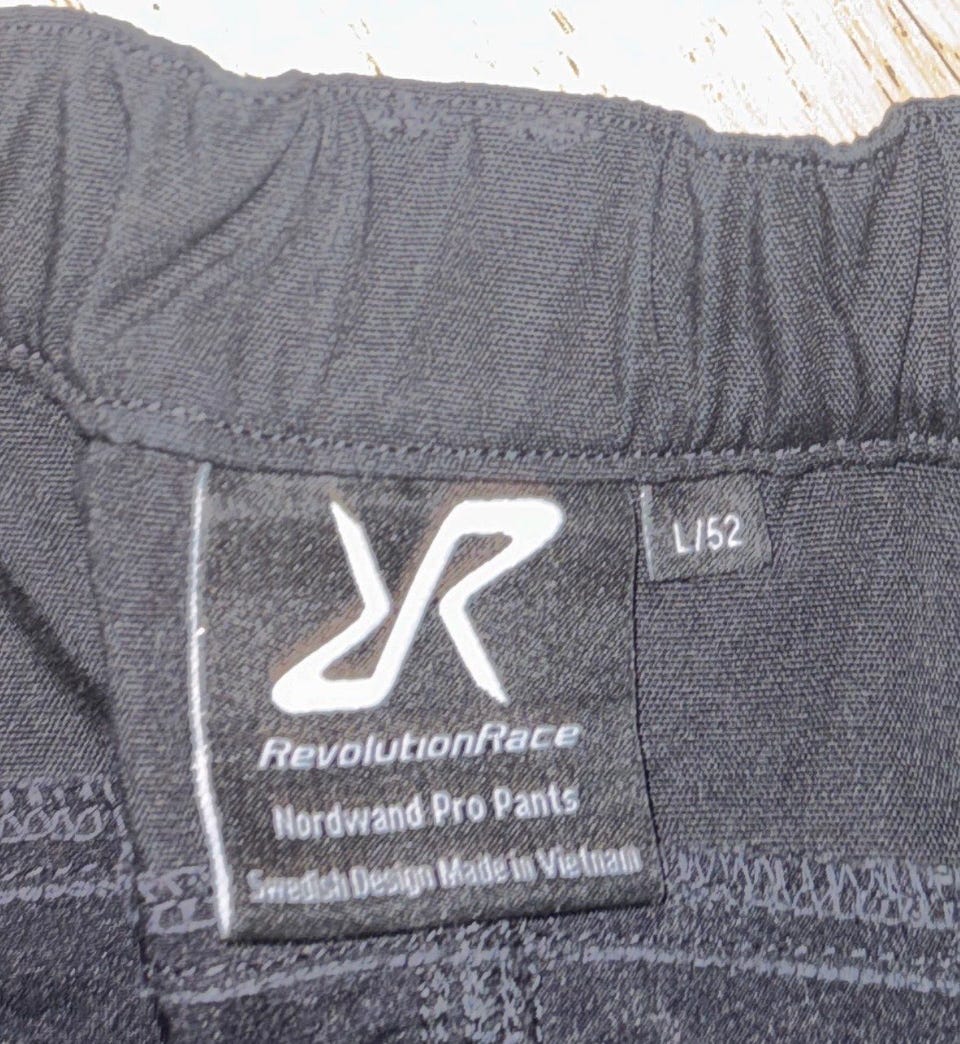 L/52
RevolutionRace
Nordwand Pro Pants
Swedish Design Made in Vietnam